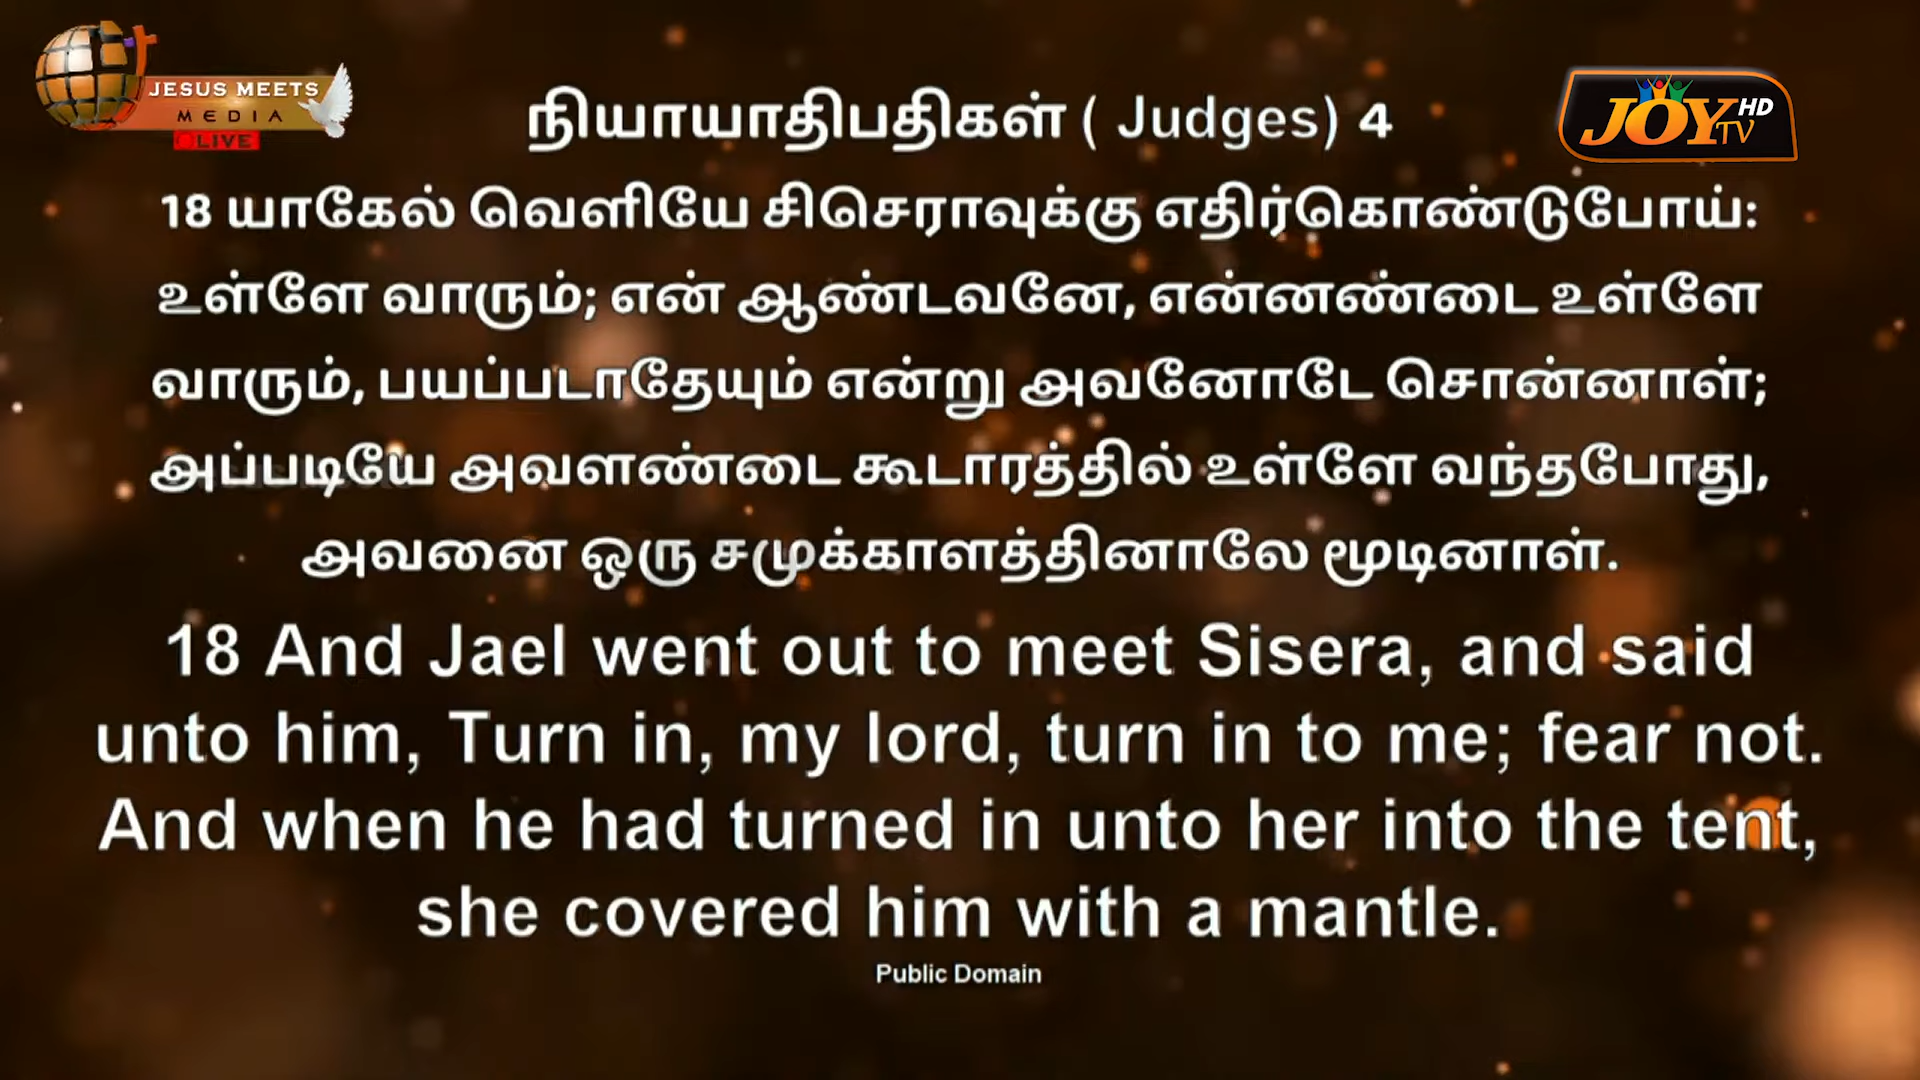 JESUS MEETS
MEDIA
LIVE
JOY HD
TV
நியாயாதிபதிகள் ( Judges) 4
18 யாகேல் வெளியே சிசெராவுக்கு எதிர்கொண்டுபோய்:
உள்ளே வாரும்; என் ஆண்டவனே, என்னண்டை உள்ளே
வாரும், பயப்படாதேயும் என்று அவனோடே சொன்னாள்;
அப்படியே அவளண்டை கூடாரத்தில் உள்ளே வந்தபோது,
அவனை ஒரு சமுக்காளத்தினாலே மூடினாள்.
18 And Jael went out to meet Sisera, and said
unto him, Turn in, my lord, turn in to me; fear not.
And when he had turned in unto her into the tent,
she covered him with a mantle.
Public Domain